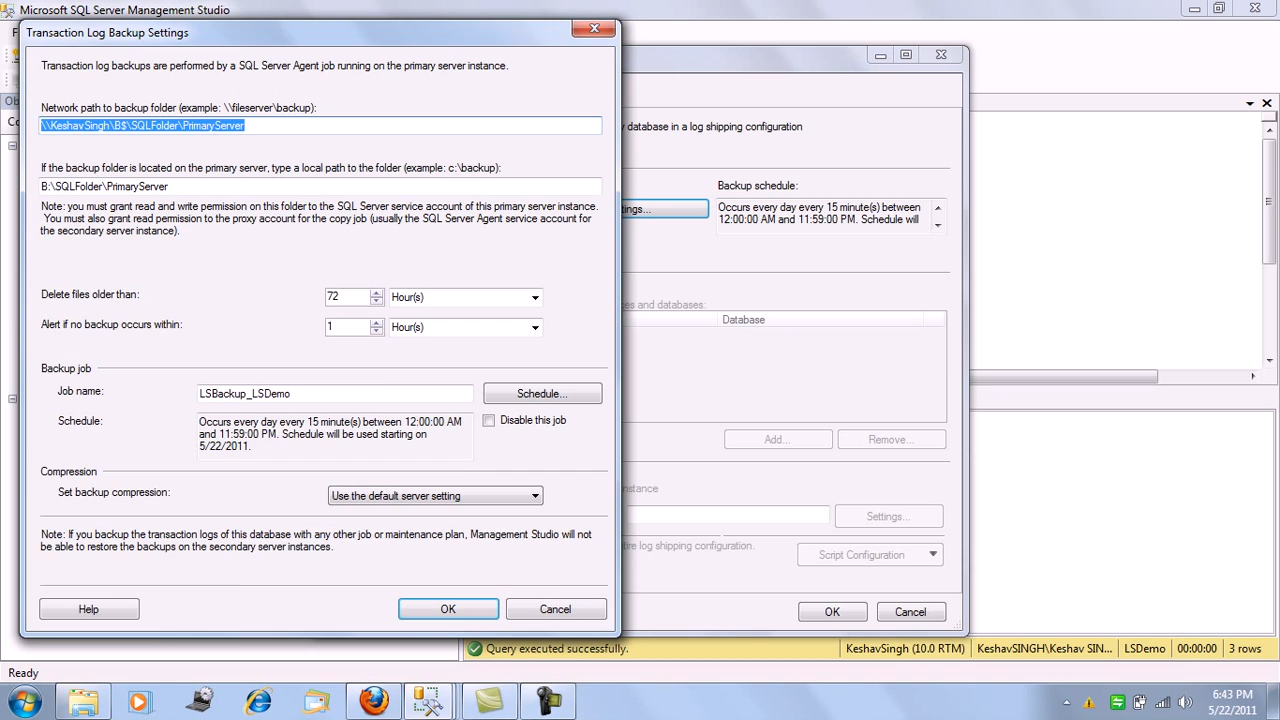 Microsoft SQL Server Management Studio
Transaction Log Backup Settings
Transaction log backups are performed by a SQL Server Agent job running on the primary server instance.
Network path to backup folder (example: \\fileserver\backup):
\\KeshavSingh\B$\SQLFolder\PrimaryServer
If the backup folder is located on the primary server, type a local path to the folder (example: c:\backup):
B:\SQLFolder\PrimaryServer
Note: you must grant read and write permission on this folder to the SQL Server service account of this primary server instance.
You must also grant read permission to the proxy account for the copy job (usually the SQL Server Agent service account for
the secondary server instance).
Delete files older than:
72
Hour(s)
Alert if no backup occurs within:
1
Hour(s)
Backup job
Job name:
LSBackup_LSDemo
Schedule...
Schedule:
Occurs every day every 15 minute(s) between 12:00:00 AM
and 11:59:00 PM. Schedule will be used starting on
5/22/2011.
Disable this job
Compression
Set backup compression:
Use the default server setting
Note: If you backup the transaction logs of this database with any other job or maintenance plan, Management Studio will not
be able to restore the backups on the secondary server instances.
Help
OK
Cancel
database in a log shipping configuration
Backup schedule:
Occurs every day every 15 minute(s) between
12:00:00 AM and 11:59:00 PM. Schedule will
ces and databases:
Database
Add...
Remove...
Settings...
tire log shipping configuration.
Script Configuration
OK
Cancel
Query executed successfully.
KeshavSingh (10.0 RTM)
KeshavSINGH\Keshav SIN...
LSDemo
00:00:00
3 rows
Ready
6:43 PM
5/22/2011